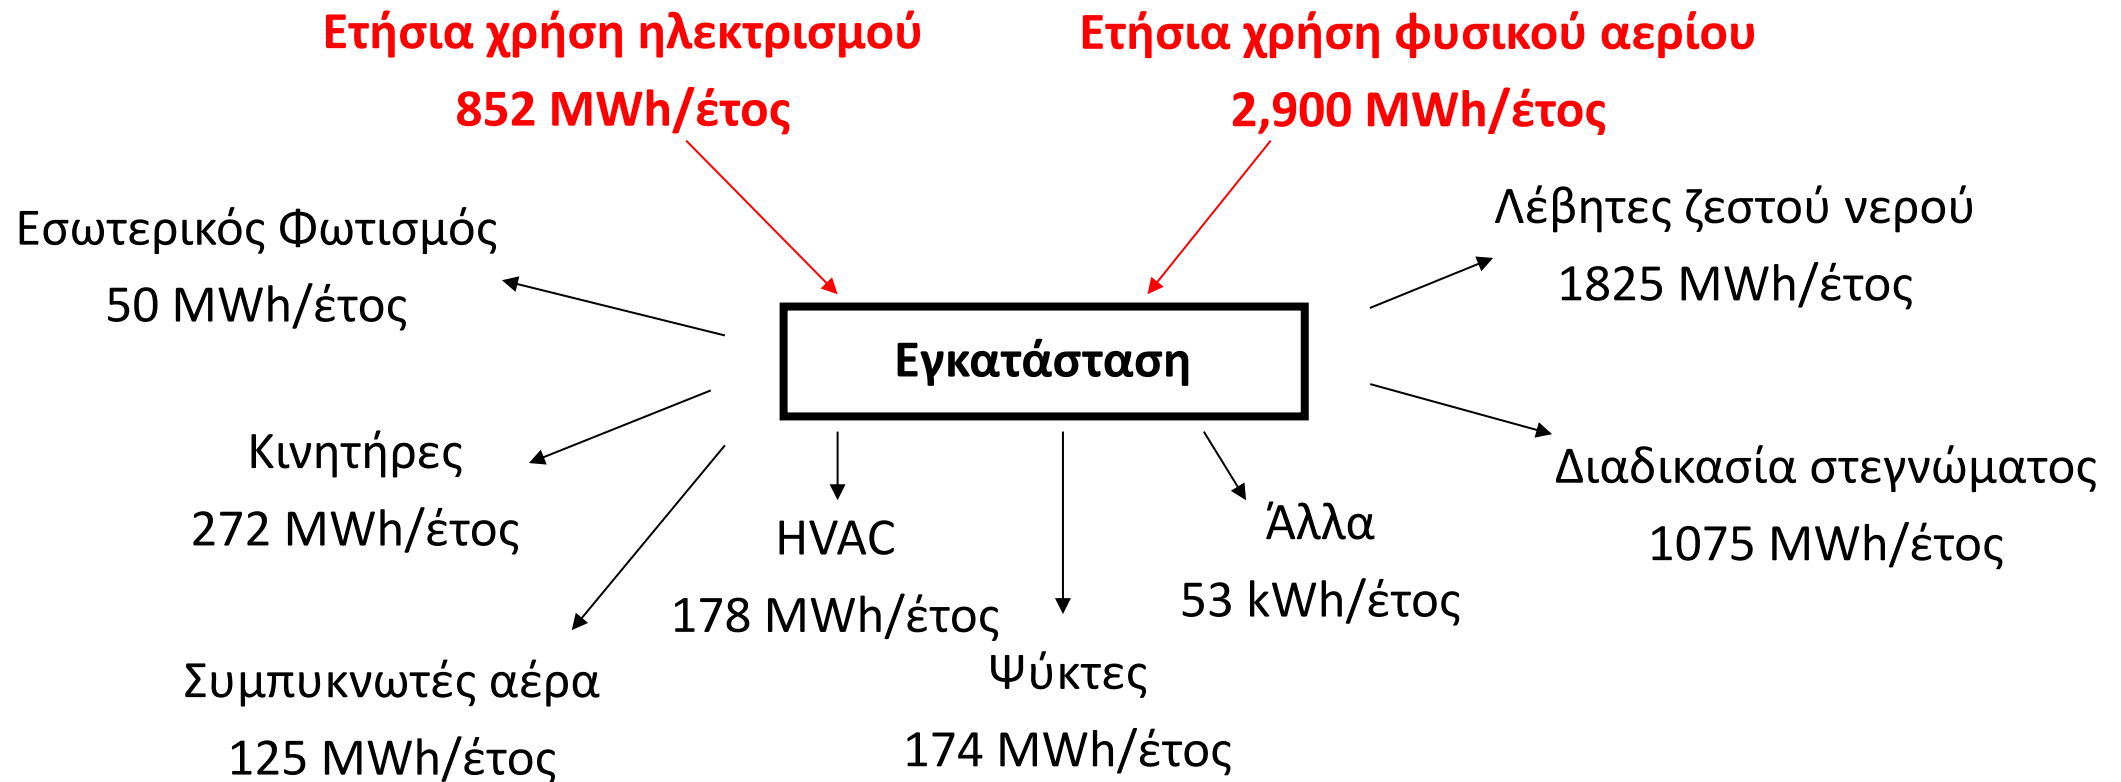 Ετήσια χρήση ηλεκτρισμού
852 MWh/έτος
Ετήσια χρήση φυσικού αερίου
2,900 MWh/έτος
Εσωτερικός Φωτισμός
50 MWh/έτος
Λέβητες ζεστού νερού
1825 MWh/έτος
Εγκατάσταση
Κινητήρες
272 MWh/έτος
Διαδικασία στεγνώματος
1075 MWh/έτος
HVAC
178 MWh/έτος
Άλλα
53 kWh/έτος
Συμπυκνωτές αέρα
125 MWh/έτος
Ψύκτες
174 MWh/έτος